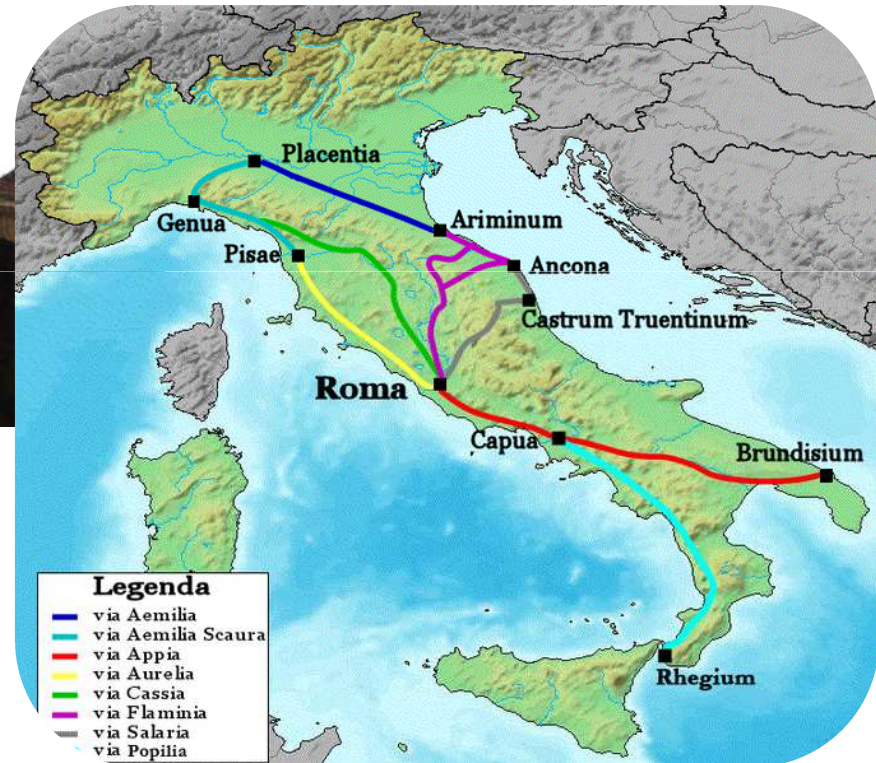 Placentia
Genua
Ariminum
Pisae
Ancona
Castrum Truentinum
Roma
Capua
Brundisium
Rhegium
Legenda
via Aemilia
via Aemilia Scaura
via Appia
via Aurelia
via Cassia
via Flaminia
via Salaria
via Popilia